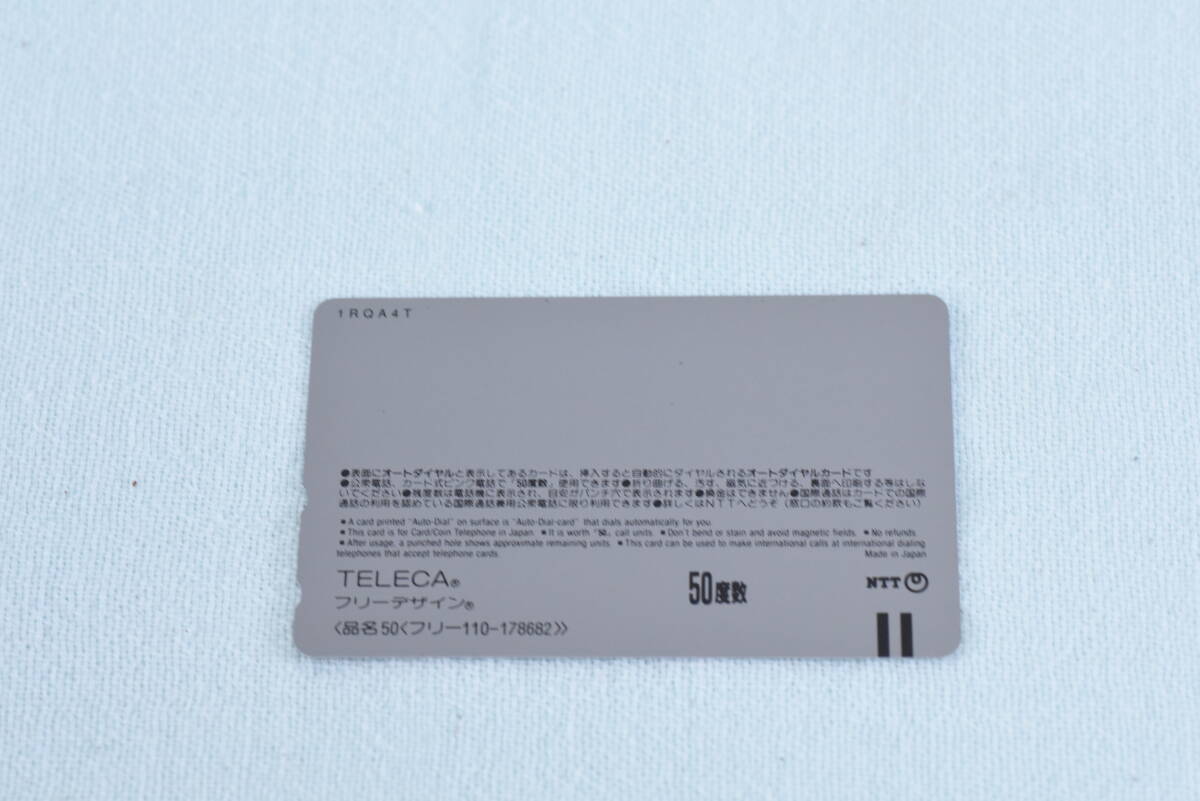 1RQA4T
●表面にオートダイヤルと表示してあるカードは、挿入すると自動的にダイヤルされるオートダイヤルカードです
●公衆電話、カード式ピンク電話で「50度数」使用できます●折り曲げる、汚す、磁気に近づける、裏面へ印刷する等はしな
いでください●残度数は電話機に表示され、目安がパンチ穴で表示されます●換金はできません●国際通話はカードでの国際
通話の利用を認めている国際通話兼用公衆電話に限り利用できます●詳しくはNTTへどうぞ（窓口の約款もご覧ください）
■A card printed "Auto-Dial" on surface is "Auto-Dial-card" that dials automatically for you.
■This card is for Card/Coin Telephone in Japan. ■It is worth「50」call units. ■Don't bend or stain and avoid magnetic fields. ■No refunds.
■After usage, a punched hole shows approximate remaining units. ■This card can be used to make international calls at international dialing
telephones that accept telephone cards. Made in Japan
TELECA®
フリーデザイン®
50度数
NTT
〈品名50〈フリー110-178682〉〉